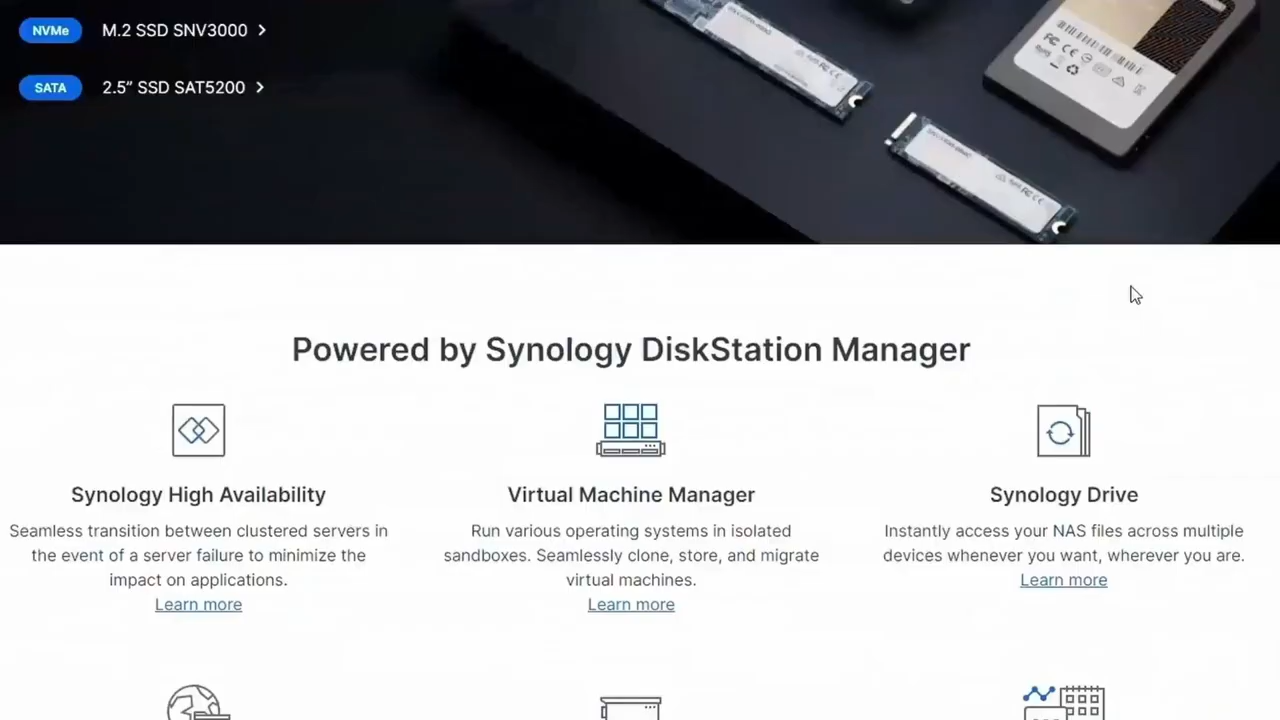 NVMe M.2 SSD SNV3000
SATA 2.5” SSD SAT5200
Powered by Synology DiskStation Manager
Synology High Availability
Seamless transition between clustered servers in
the event of a server failure to minimize the
impact on applications.
Learn more
Virtual Machine Manager
Run various operating systems in isolated
sandboxes. Seamlessly clone, store, and migrate
virtual machines.
Learn more
Synology Drive
Instantly access your NAS files across multiple
devices whenever you want, wherever you are.
Learn more